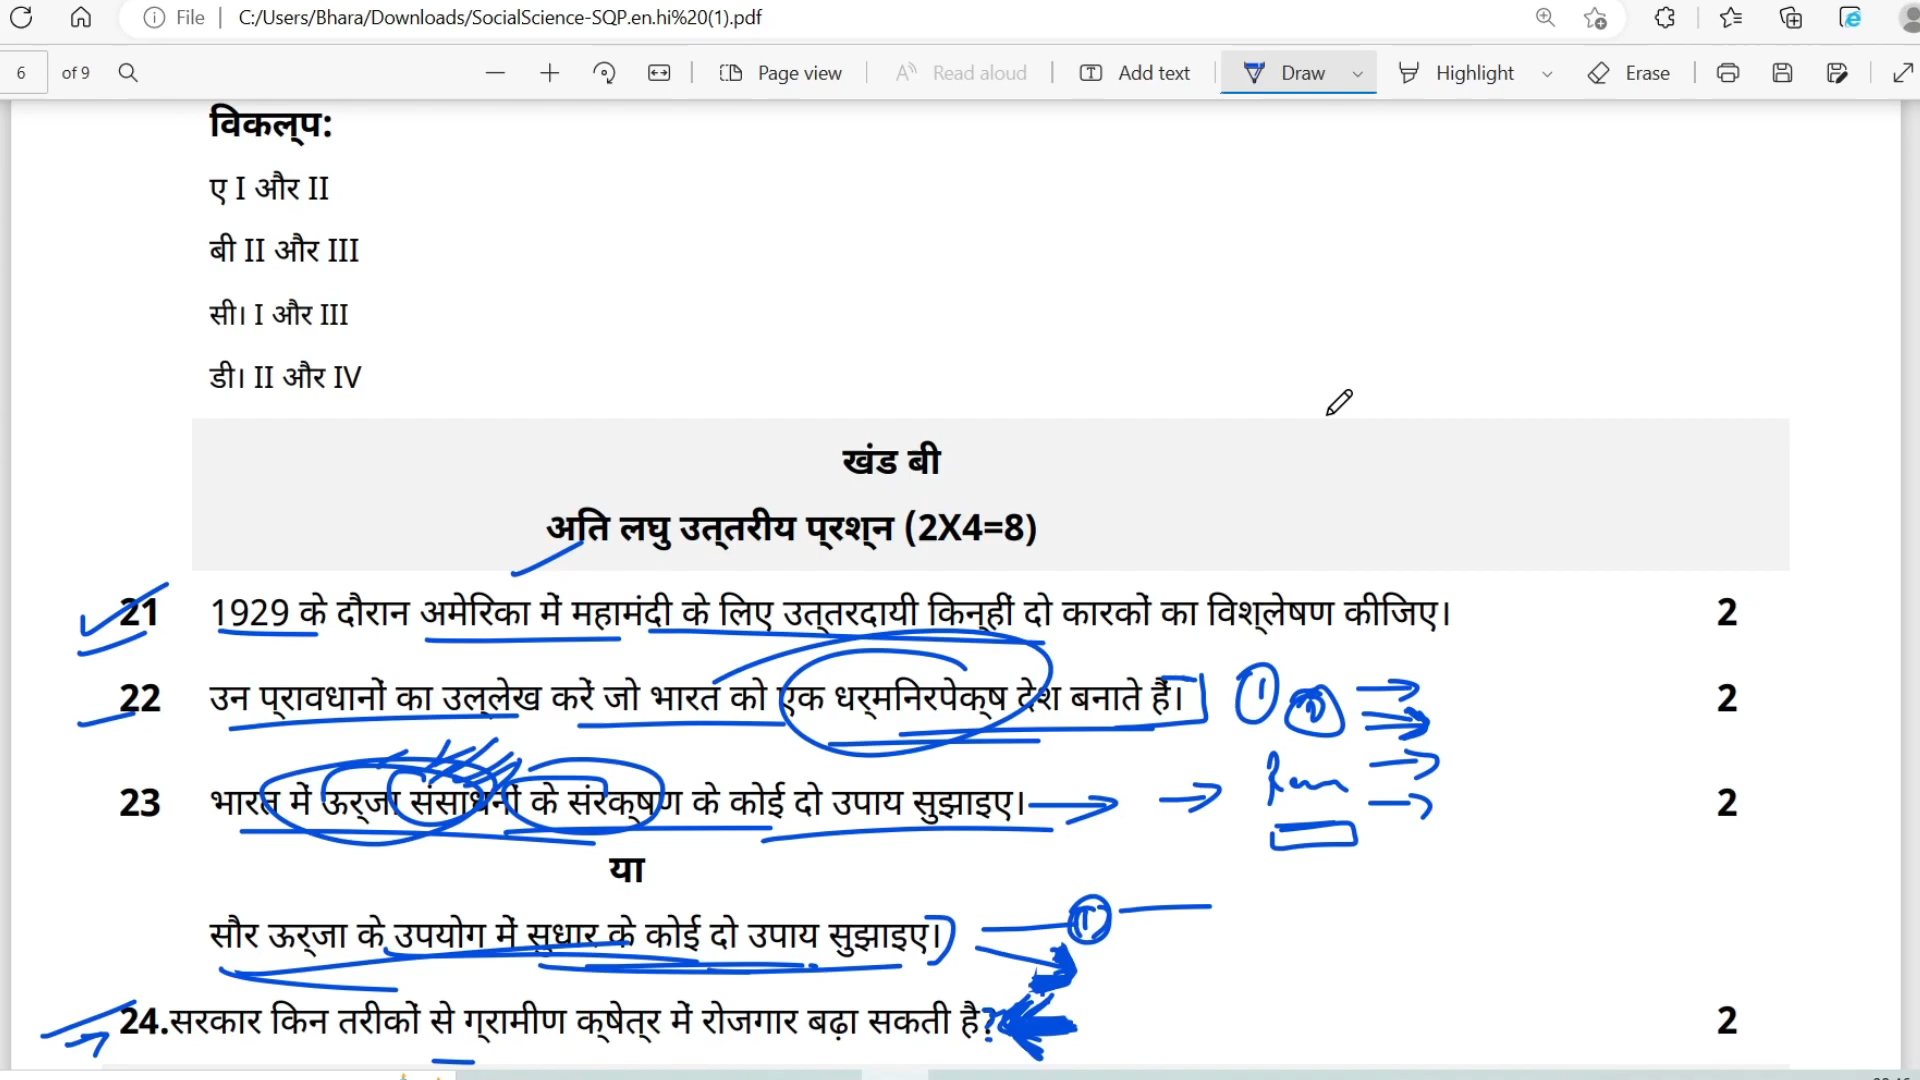 File | C:/Users/Bhara/Downloads/SocialScience-SQP.en.hi%20(1).pdf
6 of 9 Page view Read aloud Add text Draw Highlight Erase
विकल्प:
ए I और II
बी II और III
सी। I और III
डी। II और IV
खंड बी
अति लघु उत्तरीय प्रश्न (2X4=8)
21 1929 के दौरान अमेरिका में महामंदी के लिए उत्तरदायी किन्हीं दो कारकों का विश्लेषण कीजिए। 2
22 उन प्रावधानों का उल्लेख करें जो भारत को एक धर्मनिरपेक्ष देश बनाते हैं। 2
23 भारत में ऊर्जा संसाधनों के संरक्षण के कोई दो उपाय सुझाइए। 2
या
सौर ऊर्जा के उपयोग में सुधार के कोई दो उपाय सुझाइए।
24.सरकार किन तरीकों से ग्रामीण क्षेत्र में रोजगार बढ़ा सकती है? 2